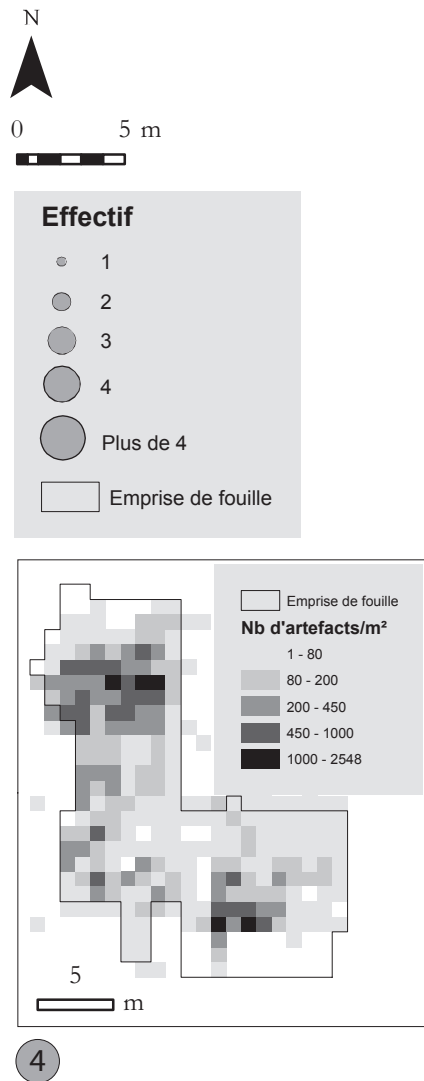 N
0 5 m
Effectif
1
2
3
4
Plus de 4
Emprise de fouille
Emprise de fouille
Nb d'artefacts/m²
1 - 80
80 - 200
200 - 450
450 - 1000
1000 - 2548
5
m
4